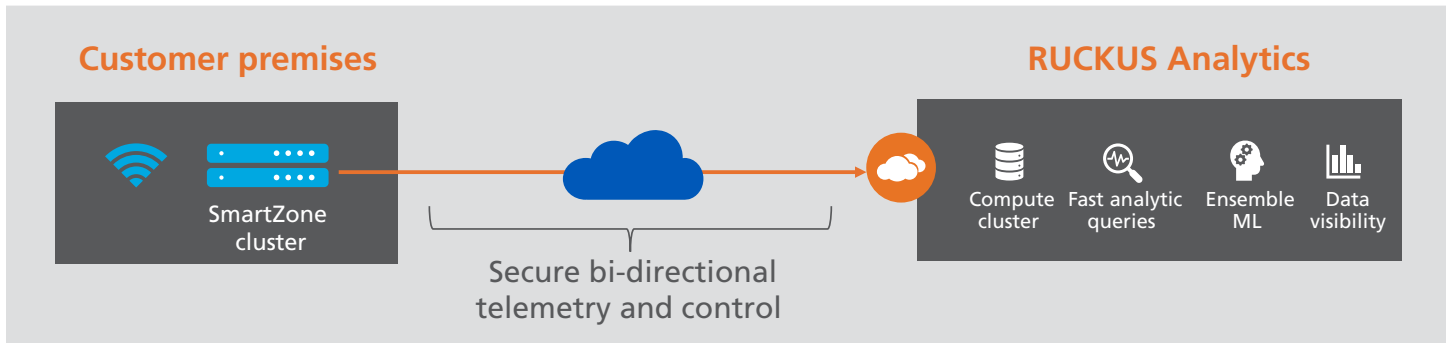 Customer premises
SmartZone
cluster
Secure bi-directional
telemetry and control
RUCKUS Analytics
Compute
cluster
Fast analytic
queries
Ensemble
ML
Data
visibility